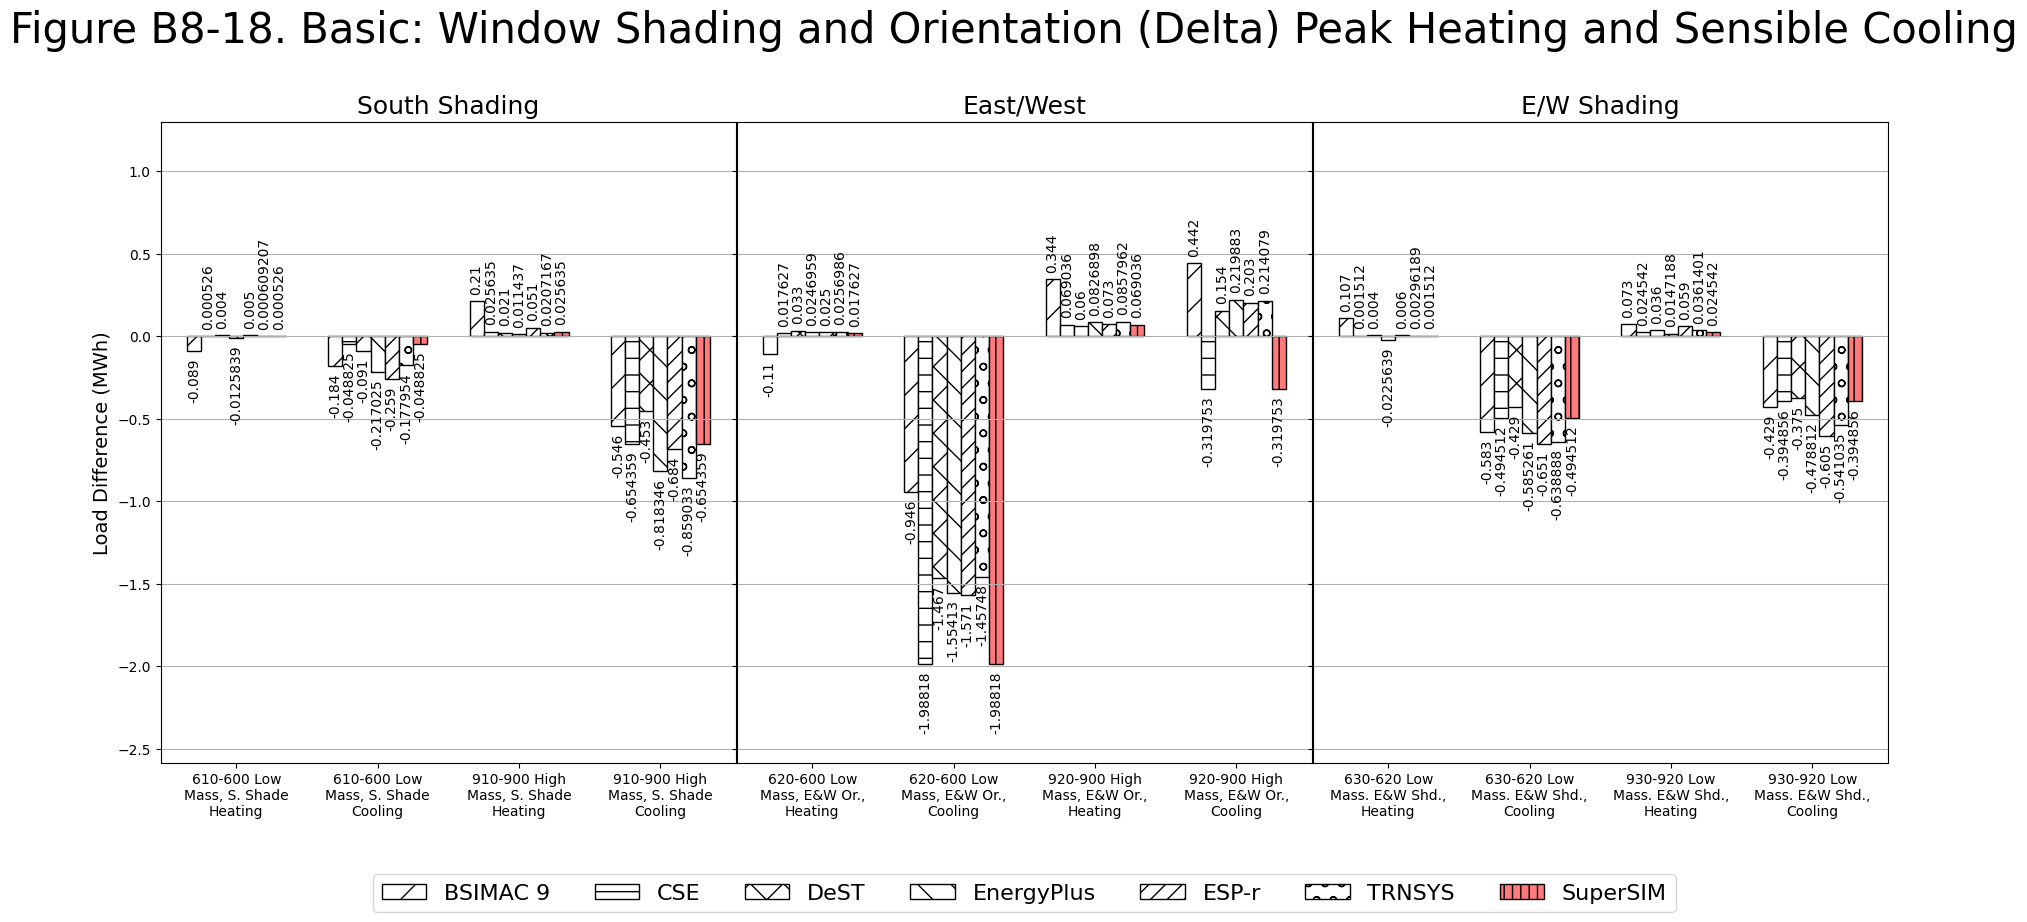 Figure B8-18. Basic: Window Shading and Orientation (Delta) Peak Heating and Sensible Cooling
South Shading
East/West
E/W Shading
Load Difference (MWh)
1.0
0.5
0.0
−0.5
−1.0
−1.5
−2.0
−2.5
-0.089
0.000526
0.004
-0.0125839
0.005
0.000609207
0.000526
-0.184
-0.048825
-0.091
-0.217025
-0.259
-0.177954
-0.048825
0.21
0.025635
0.021
0.011437
0.051
0.0207167
0.025635
-0.546
-0.654359
-0.453
-0.818346
-0.684
-0.859033
-0.654359
-0.11
0.017627
0.033
0.0246959
0.025
0.0256986
0.017627
-0.946
-1.98818
-1.467
-1.55413
-1.571
-1.45748
-1.98818
0.344
0.069036
0.06
0.0826898
0.073
0.0857962
0.069036
0.442
-0.319753
0.154
0.219883
0.203
0.214079
-0.319753
0.107
0.001512
0.004
-0.0225639
0.006
0.00296189
0.001512
-0.583
-0.494512
-0.429
-0.585261
-0.651
-0.638888
-0.494512
0.073
0.024542
0.036
0.0147188
0.059
0.0361401
0.024542
-0.429
-0.394856
-0.375
-0.478812
-0.605
-0.541035
-0.394856
610-600 Low
Mass, S. Shade
Heating
610-600 Low
Mass, S. Shade
Cooling
910-900 High
Mass, S. Shade
Heating
910-900 High
Mass, S. Shade
Cooling
620-600 Low
Mass, E&W Or.,
Heating
620-600 Low
Mass, E&W Or.,
Cooling
920-900 High
Mass, E&W Or.,
Heating
920-900 High
Mass, E&W Or.,
Cooling
630-620 Low
Mass. E&W Shd.,
Heating
630-620 Low
Mass. E&W Shd.,
Cooling
930-920 Low
Mass. E&W Shd.,
Heating
930-920 Low
Mass. E&W Shd.,
Cooling
BSIMAC 9
CSE
DeST
EnergyPlus
ESP-r
TRNSYS
SuperSIM